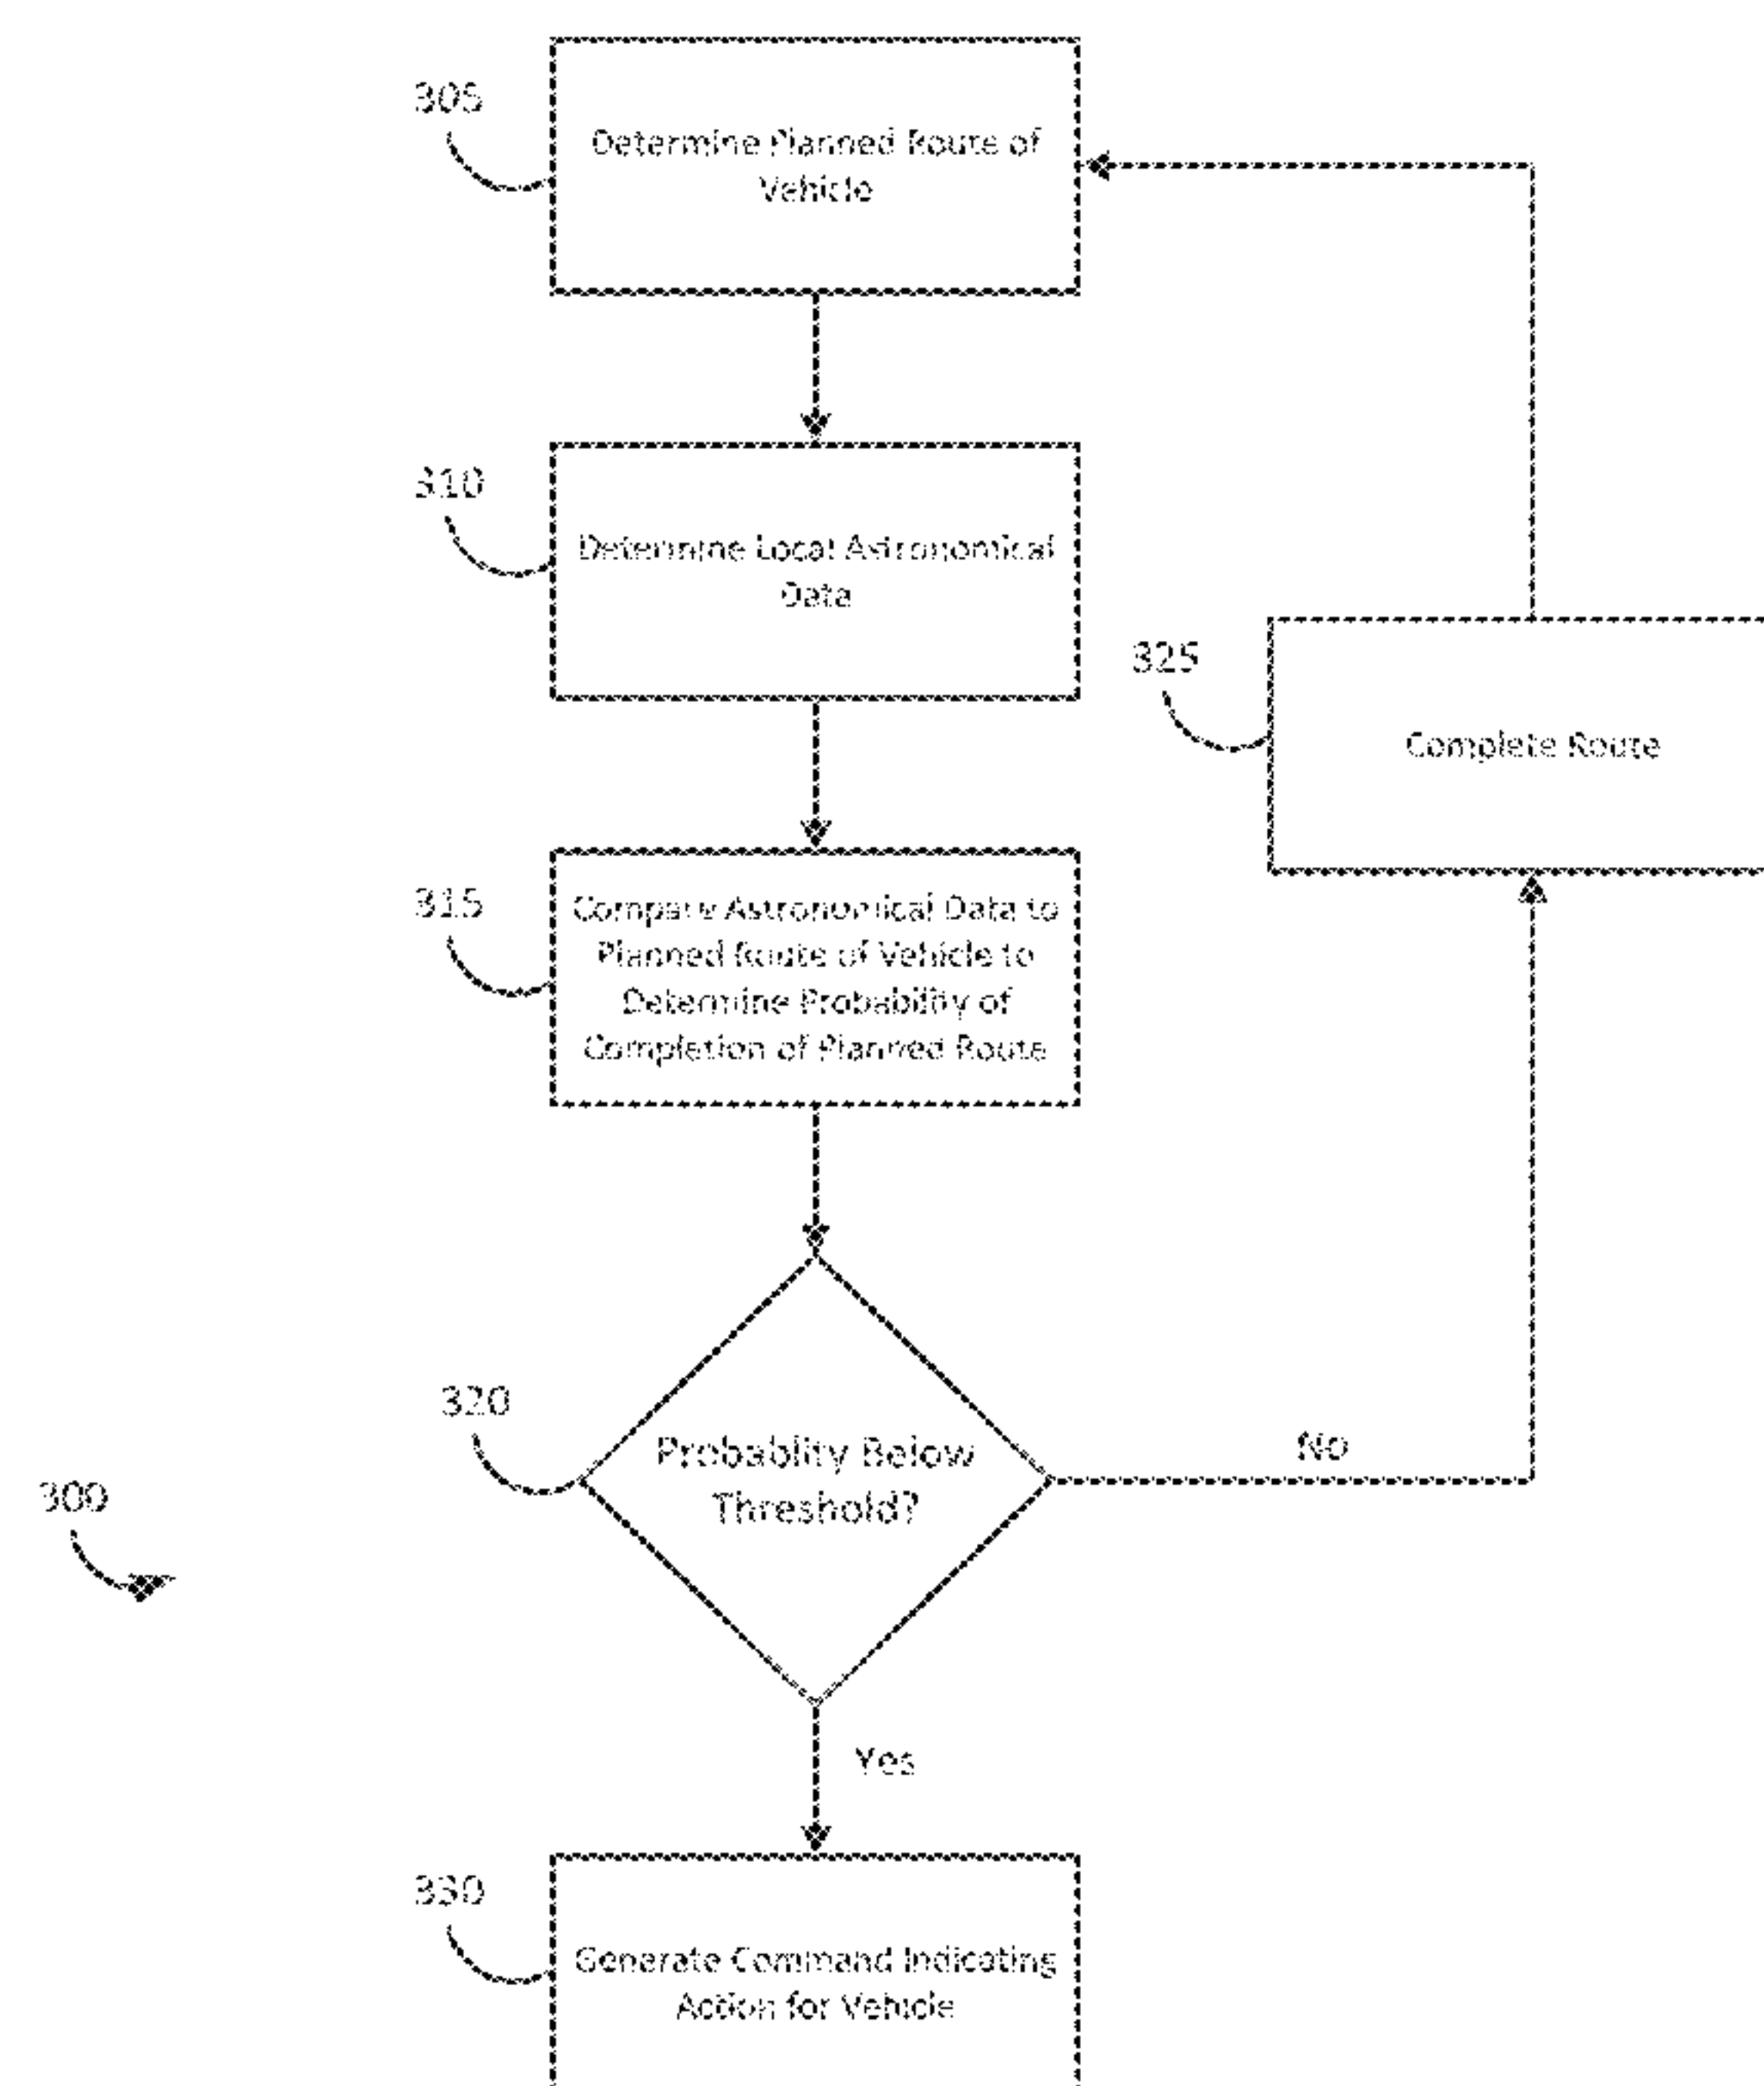 305
Determine Planned Route of
Vehicle
310
Determine Local Astronomical
Data
325
Complete Route
315
Compare Astronomical Data to
Planned Route of Vehicle to
Determine Probability of
Completion of Planned Route
320
Probablity Below
Threshold?
No
300
Yes
330
Generate Command Indicating
Action for Vehicle